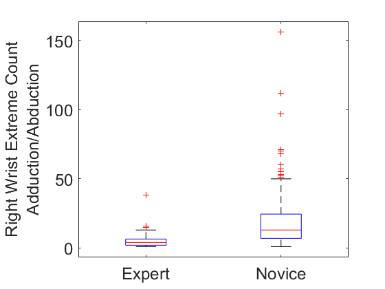 Right Wrist Extreme Count
Adduction/Abduction
150
100
50
0
Expert
Novice